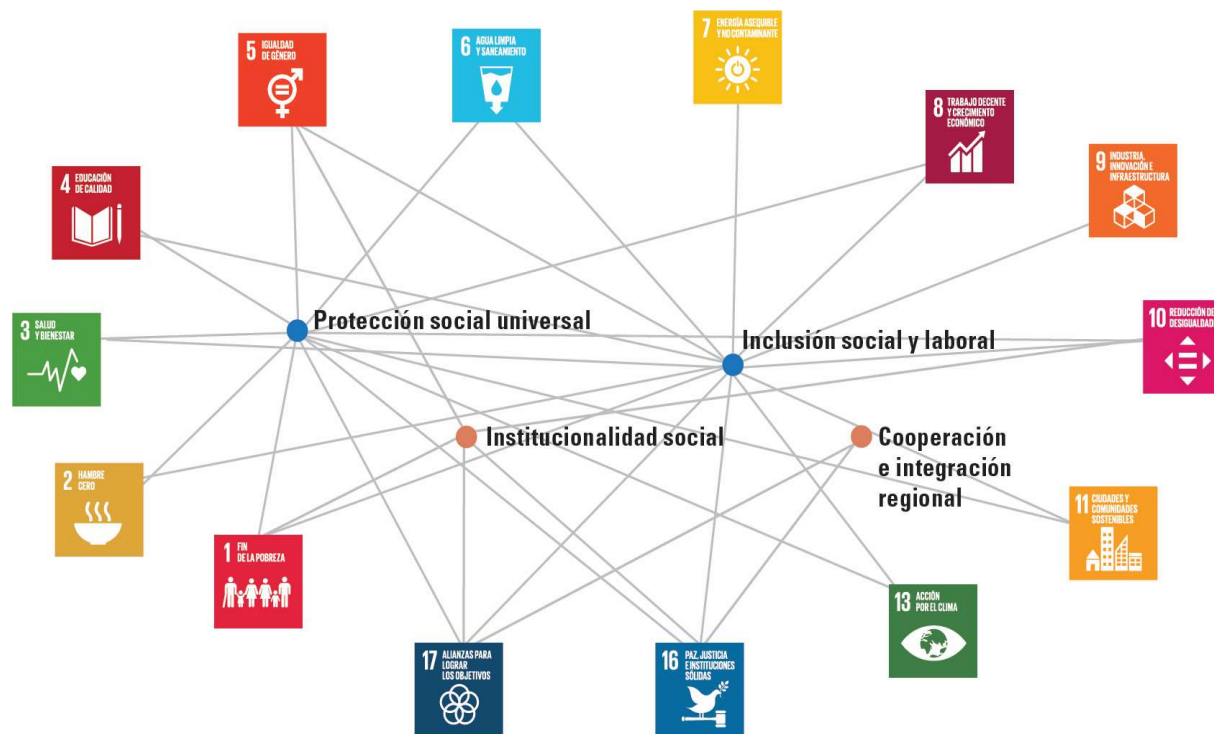 5 IGUALDAD
DE GÉNERO
6 AGUA LIMPIA
Y SANEAMIENTO
7 ENERGÍA ASEQUIBLE
Y NO CONTAMINANTE
8 TRABAJO DECENTE
Y CRECIMIENTO
ECONÓMICO
4 EDUCACIÓN
DE CALIDAD
9 INDUSTRIA,
INNOVACIÓN E
INFRAESTRUCTURA
3 SALUD
Y BIENESTAR
Protección social universal
Inclusión social y laboral
10 REDUCCIÓN DE
DESIGUALDAD
Institucionalidad social
Cooperación
e integración
regional
2 HAMBRE
CERO
11 CIUDADES Y
COMUNIDADES
SOSTENIBLES
1 FIN
DE LA POBREZA
13 ACCIÓN
POR EL CLIMA
17 ALIANZAS PARA
LOGRAR
LOS OBJETIVOS
16 PAZ, JUSTICIA
E INSTITUCIONES
SÓLIDAS